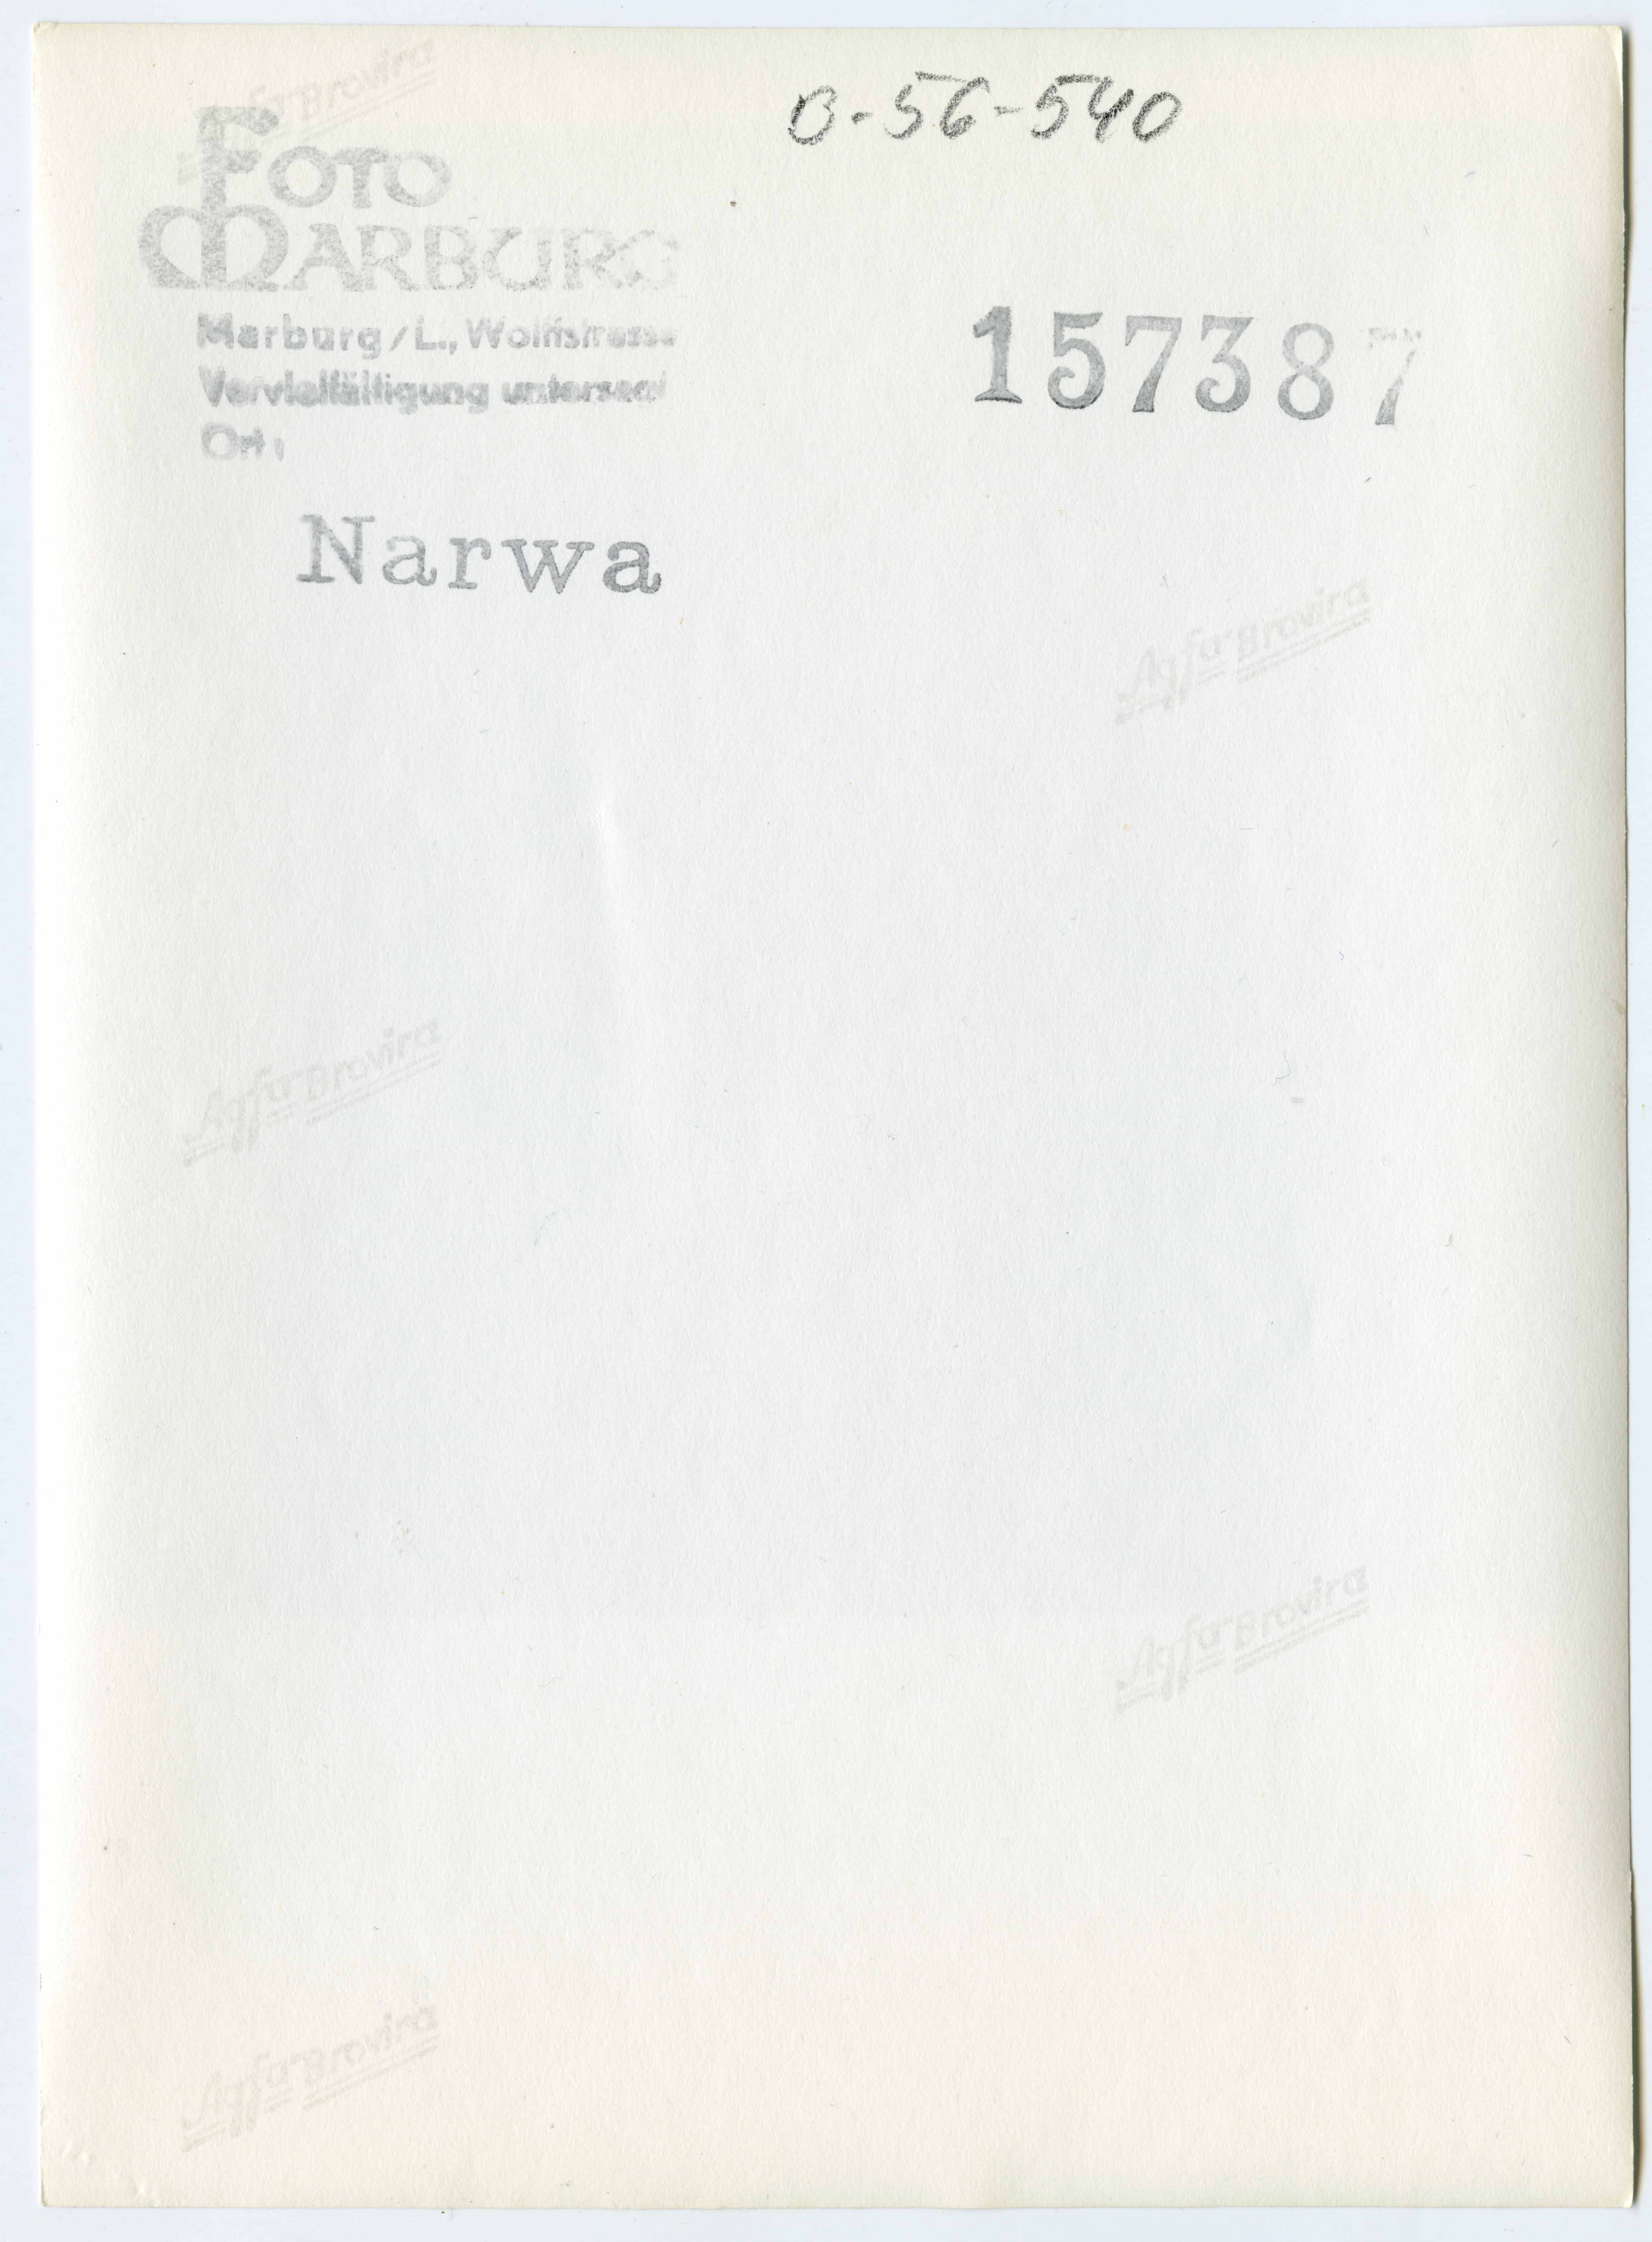 Agfa-Brovira
0-56-540
FOTO
MARBURG
Marburg/L., Wolffstrasse
Vervielfältigung untersagt
Ort:
157387
Narwa
Agfa-Brovira
Agfa-Brovira
Agfa-Brovira
Agfa-Brovira